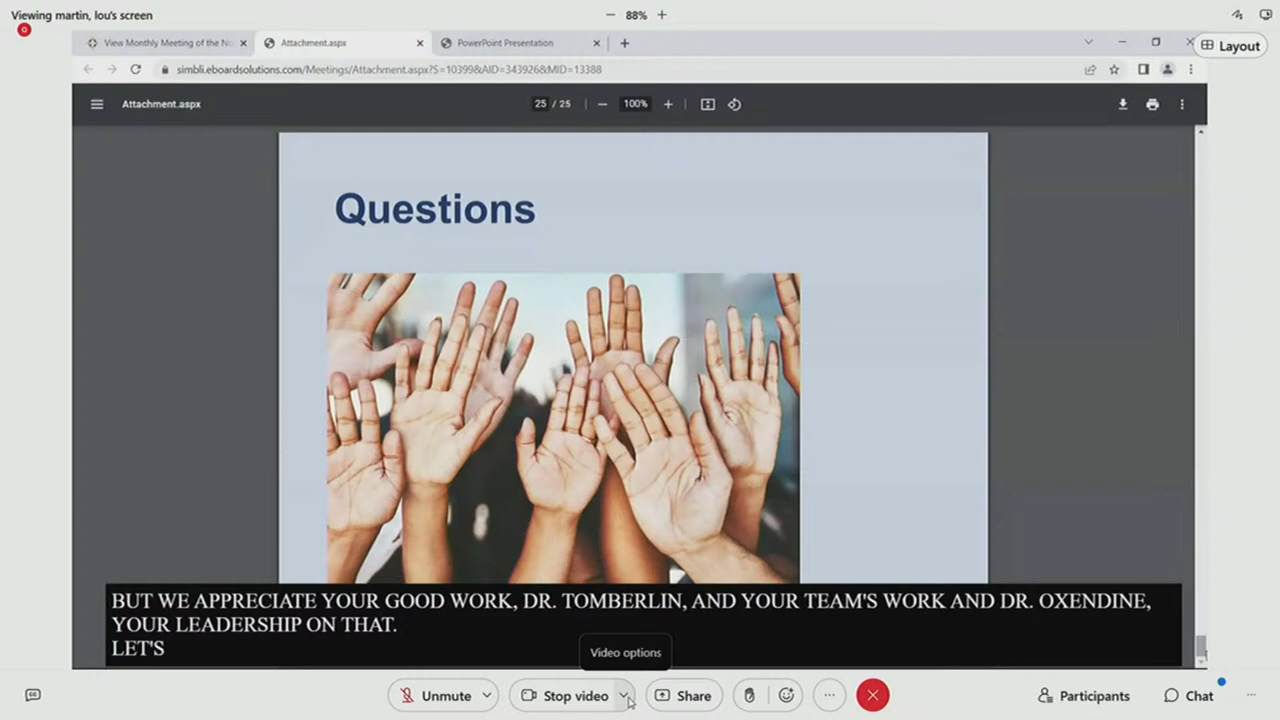 Viewing martin, lou's screen
88%
View Monthly Meeting of the No
Attachment.aspx
PowerPoint Presentation
Layout
simbli.eboardsolutions.com/Meetings/Attachment.aspx?S=10399&AID=343926&MID=13388
Attachment.aspx
25 / 25
100%
Questions
BUT WE APPRECIATE YOUR GOOD WORK, DR. TOMBERLIN, AND YOUR TEAM'S WORK AND DR. OXENDINE,
YOUR LEADERSHIP ON THAT.
LET'S
Video options
Unmute
Stop video
Share
Participants
Chat